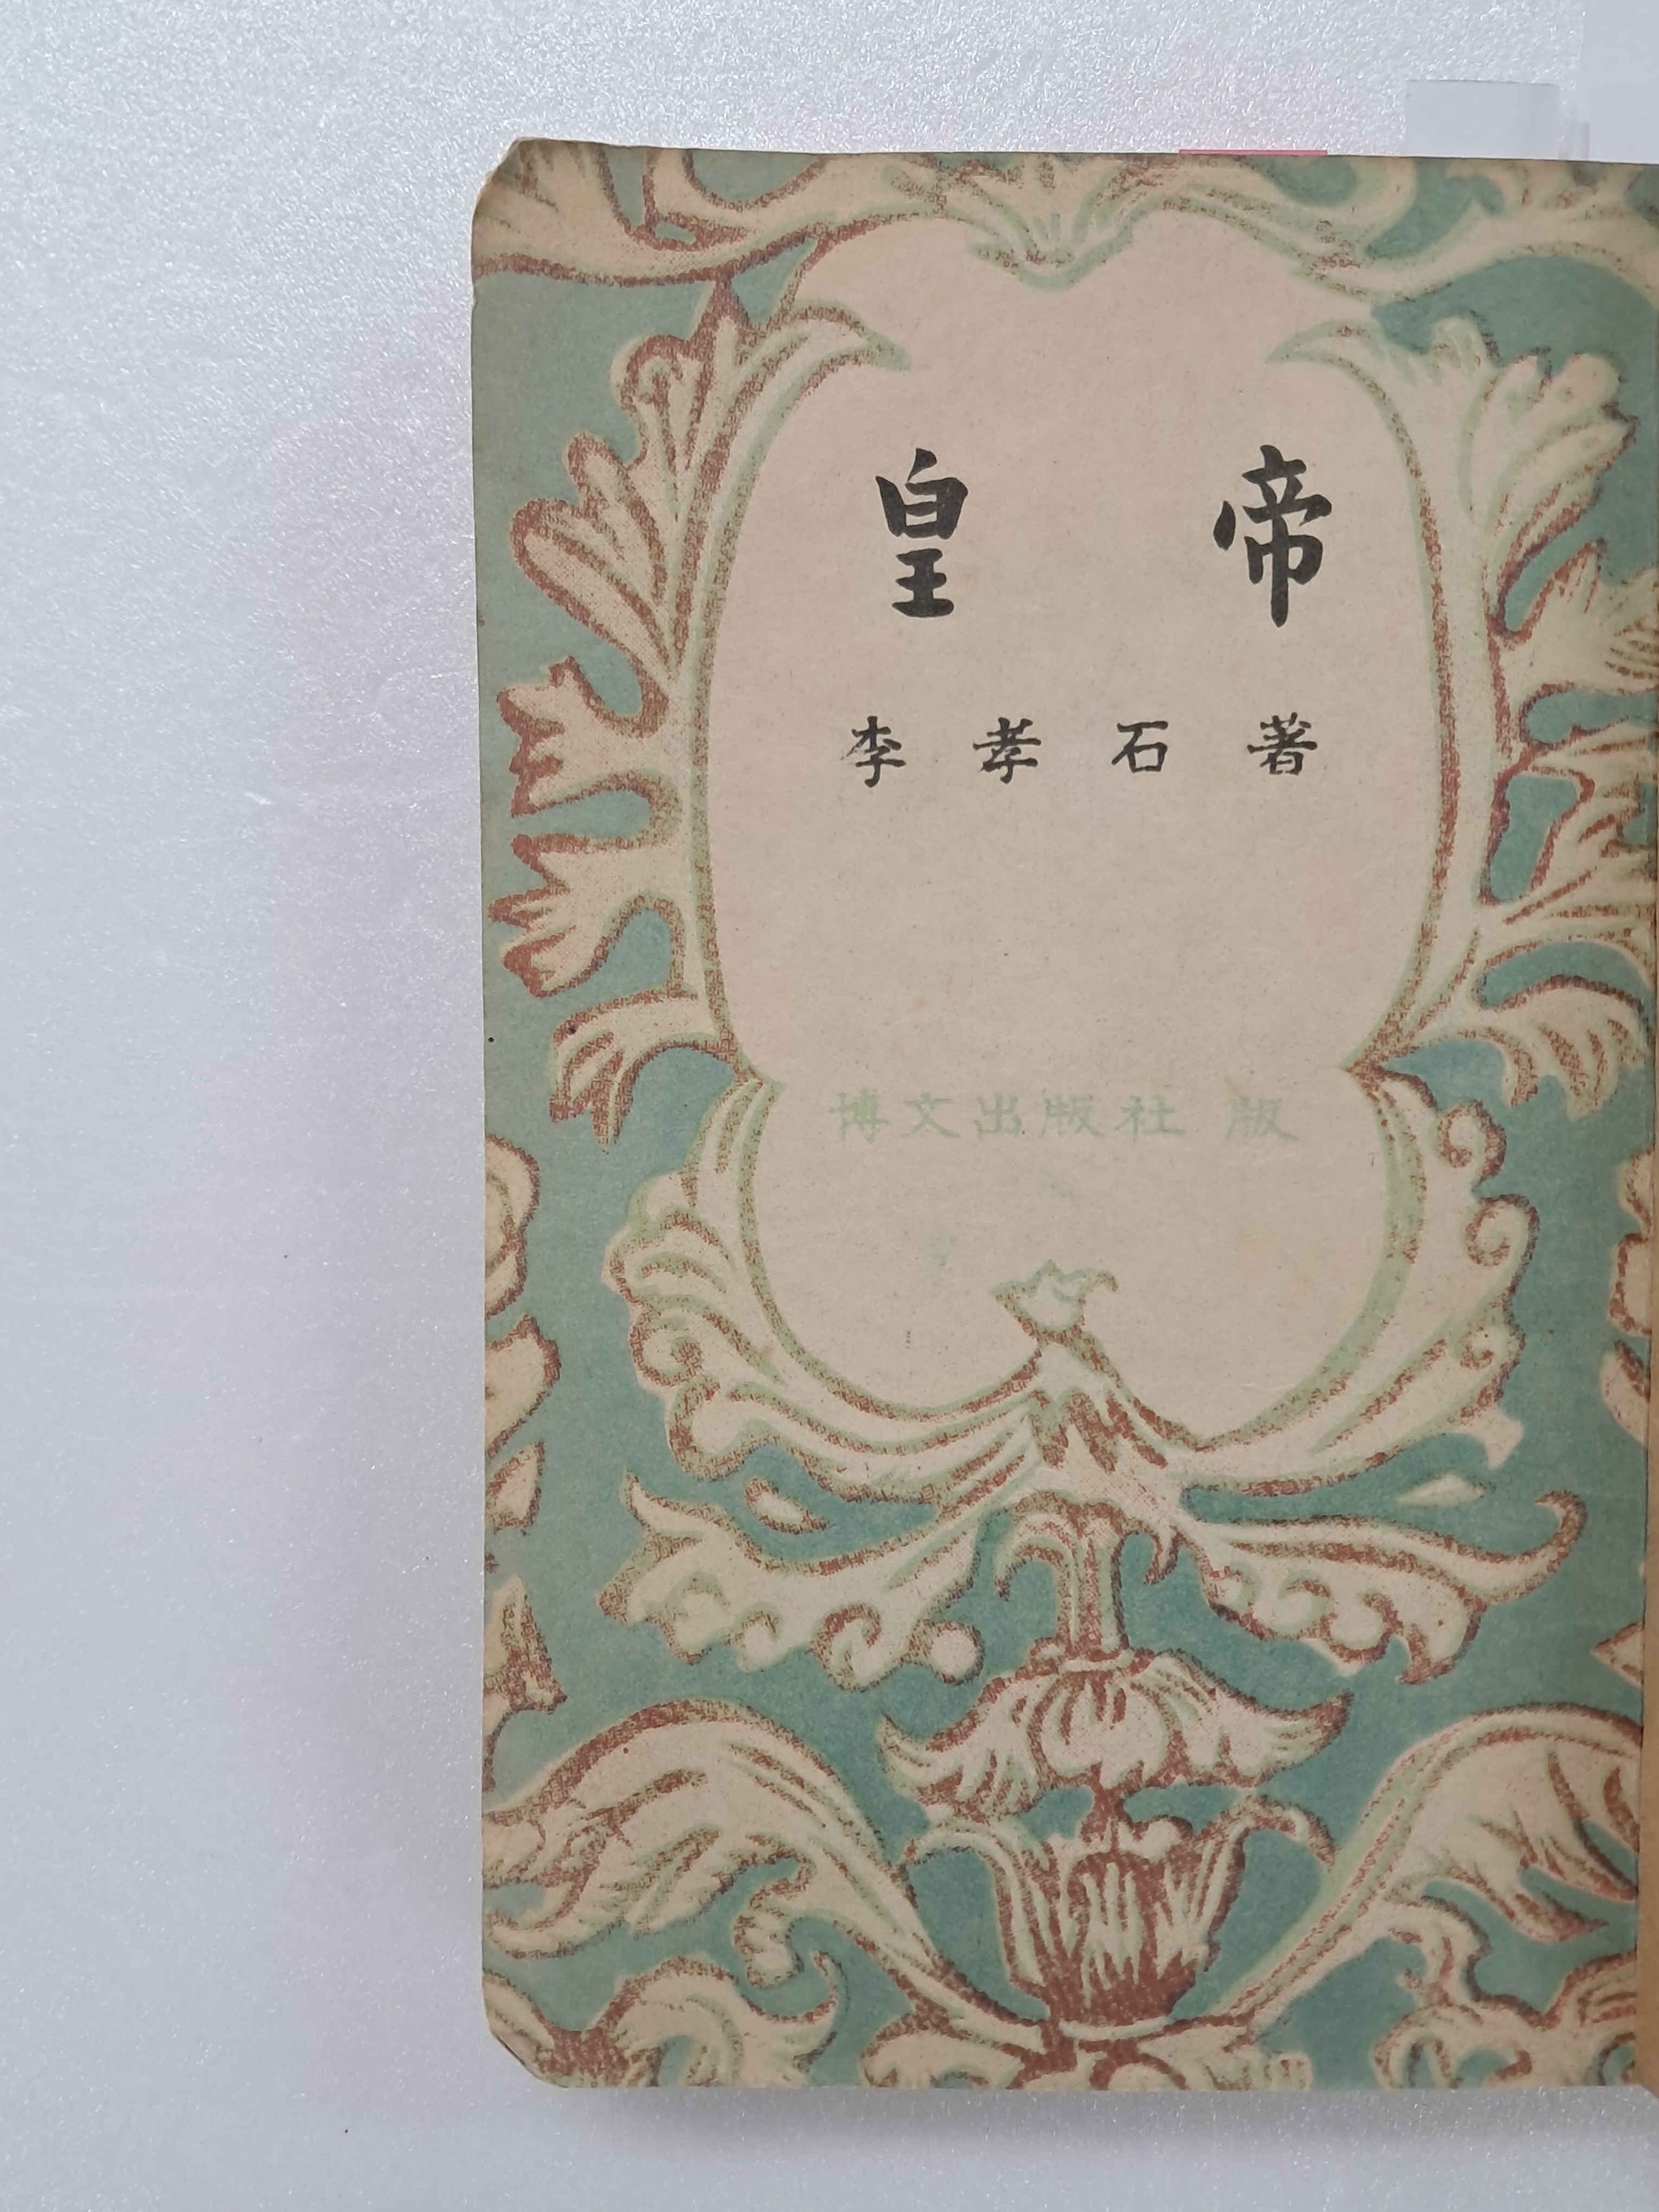 皇帝
李孝石著
博文出版社 版